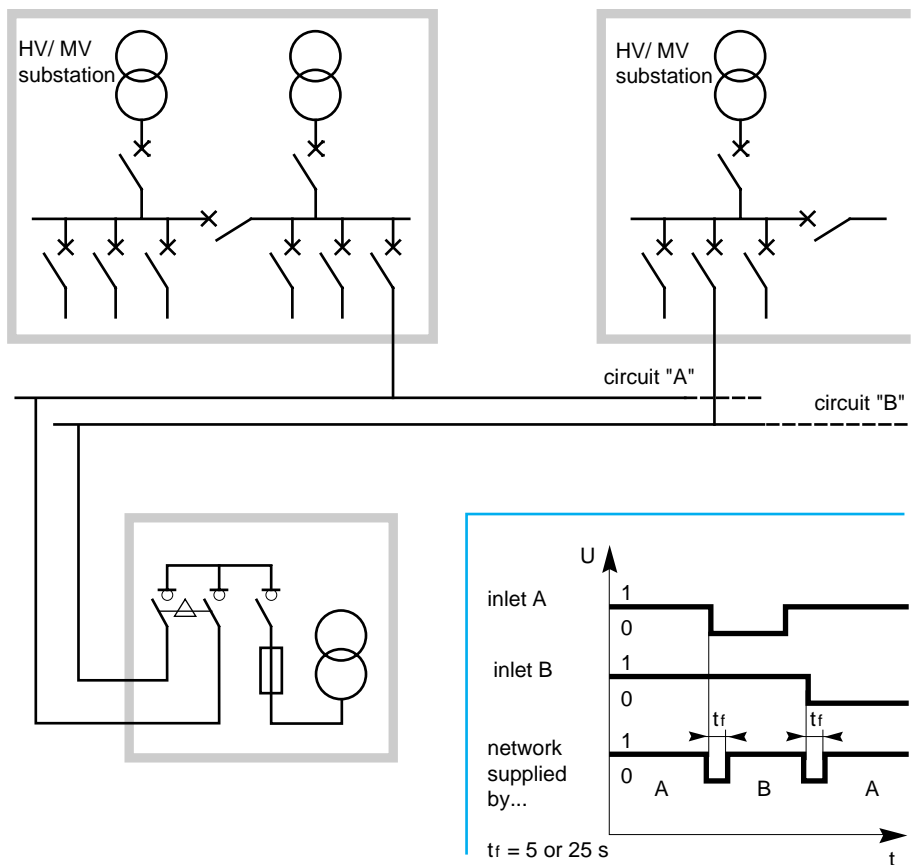 HV/ MV
substation
HV/ MV
substation
circuit "A"
circuit "B"
U
inlet A
1
0
inlet B
1
0
tf
tf
network
supplied
by...
1
0
A
B
A
tf = 5 or 25 s
t